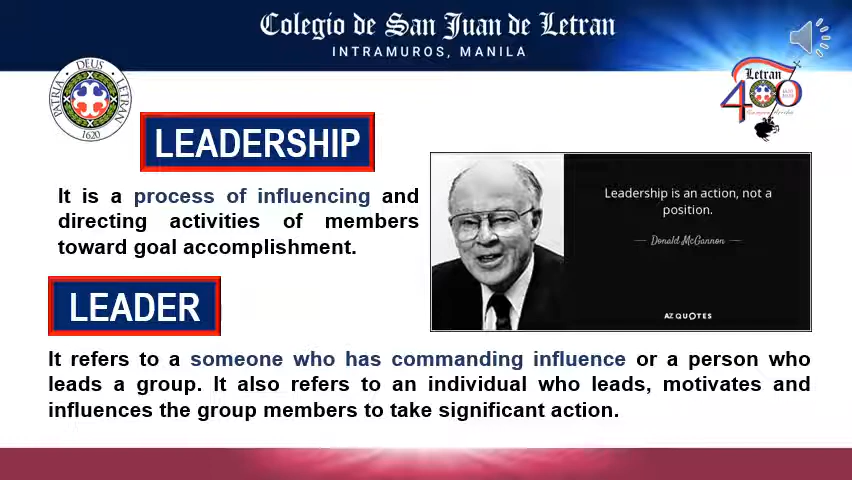 Colegio de San Juan de Letran
INTRAMUROS, MANILA
PATRIA DEUS LETRAN
1620
Letran
400
LEADERSHIP
It is a process of influencing and
directing activities of members
toward goal accomplishment.
Leadership is an action, not a
position.
Donald McGannon
AZ QUOTES
LEADER
It refers to a someone who has commanding influence or a person who
leads a group. It also refers to an individual who leads, motivates and
influences the group members to take significant action.